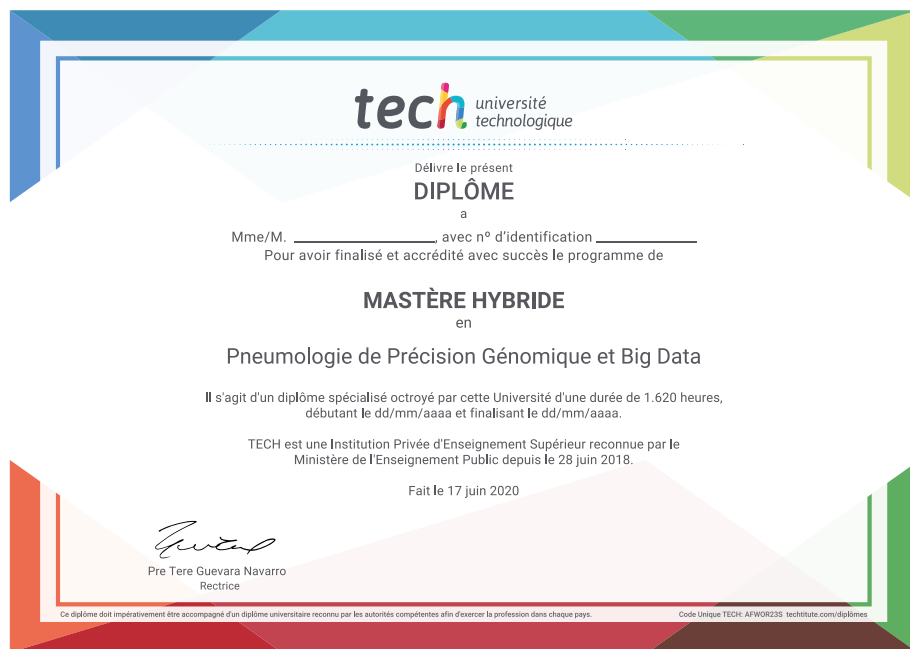 tech université
technologique
Délivre le présent
DIPLÔME
a
Mme/M. ________________, avec nº d'identification ____________
Pour avoir finalisé et accrédité avec succès le programme de
MASTÈRE HYBRIDE
en
Pneumologie de Précision Génomique et Big Data
Il s'agit d'un diplôme spécialisé octroyé par cette Université d'une durée de 1.620 heures,
débutant le dd/mm/aaaa et finalisant le dd/mm/aaaa.
TECH est une Institution Privée d'Enseignement Supérieur reconnue par le
Ministère de l'Enseignement Public depuis le 28 juin 2018.
Fait le 17 juin 2020
Pre Tere Guevara Navarro
Rectrice
Ce diplôme doit impérativement être accompagné d'un diplôme universitaire reconnu par les autorités compétentes afin d'exercer la profession dans chaque pays.
Code Unique TECH: AFWOR23S techtitute.com/diplômes